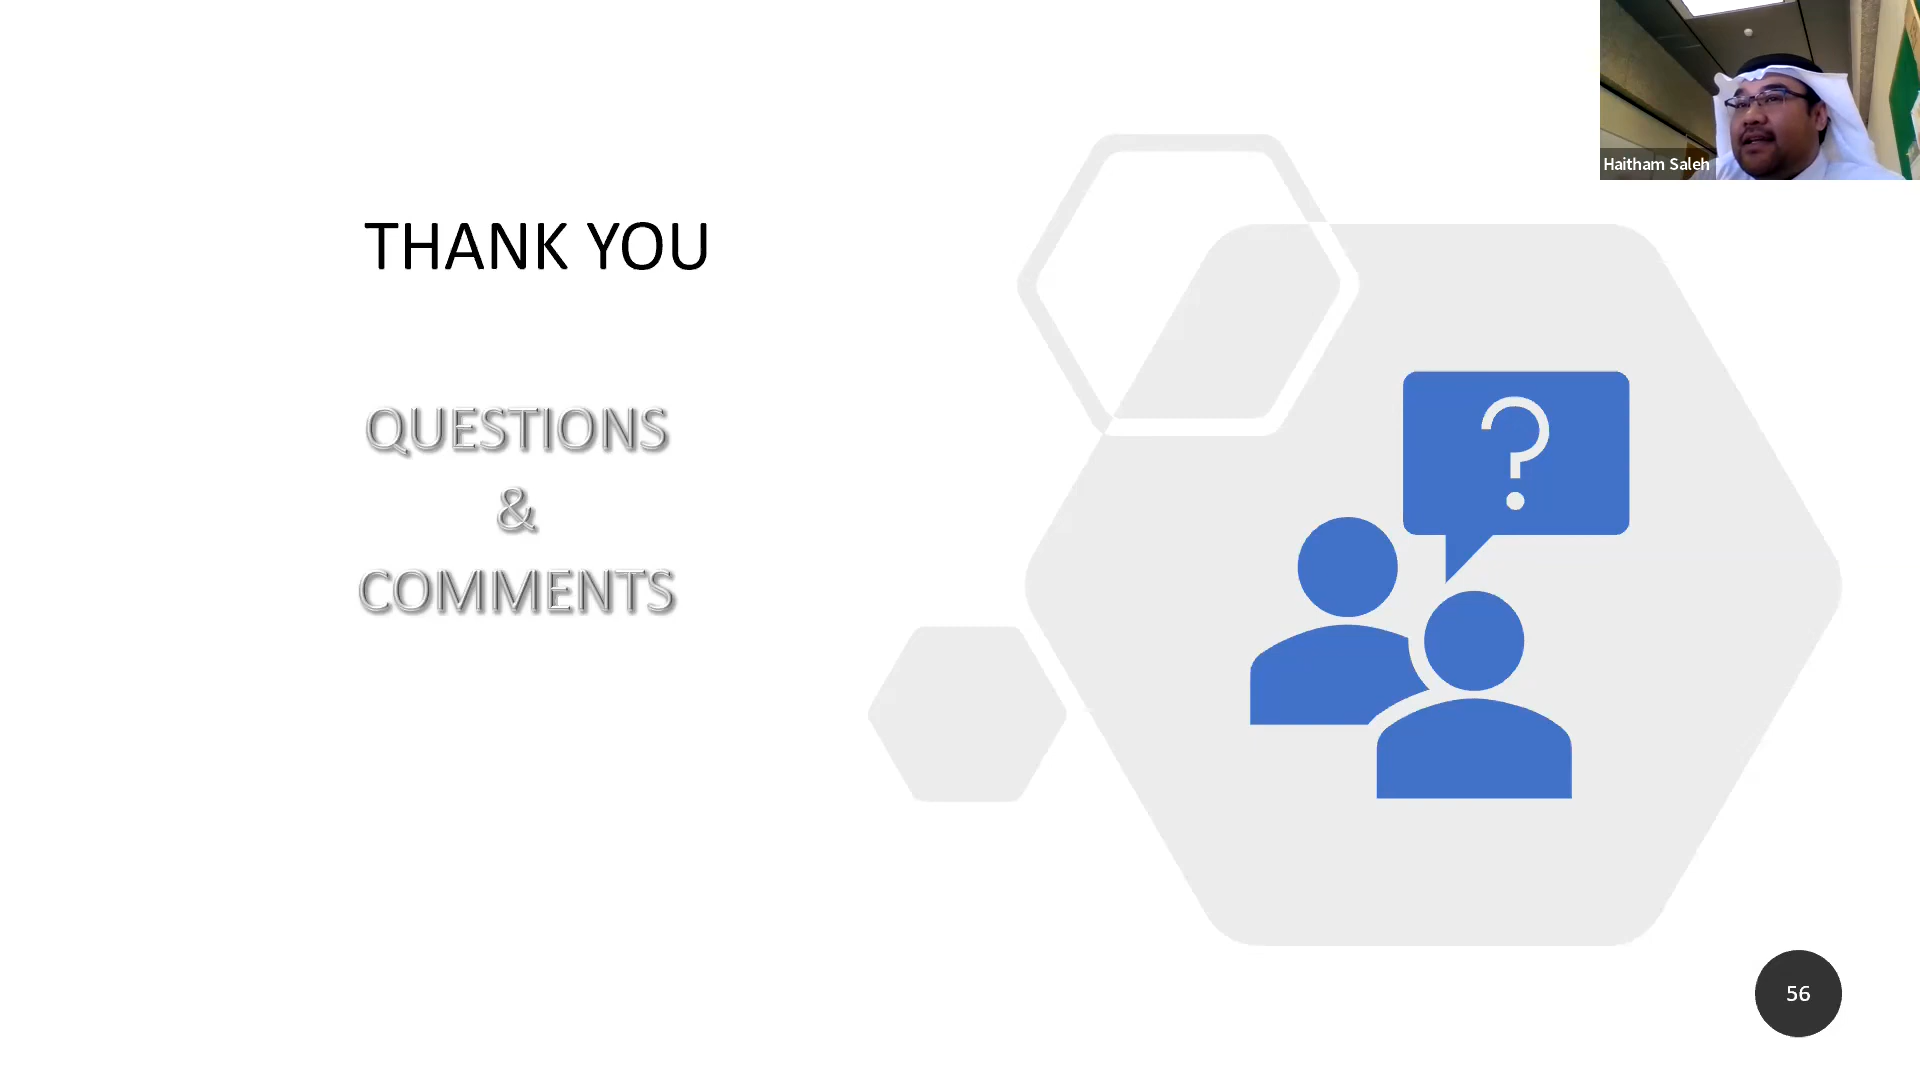 Haitham Saleh
THANK YOU
QUESTIONS
&
COMMENTS
?
56